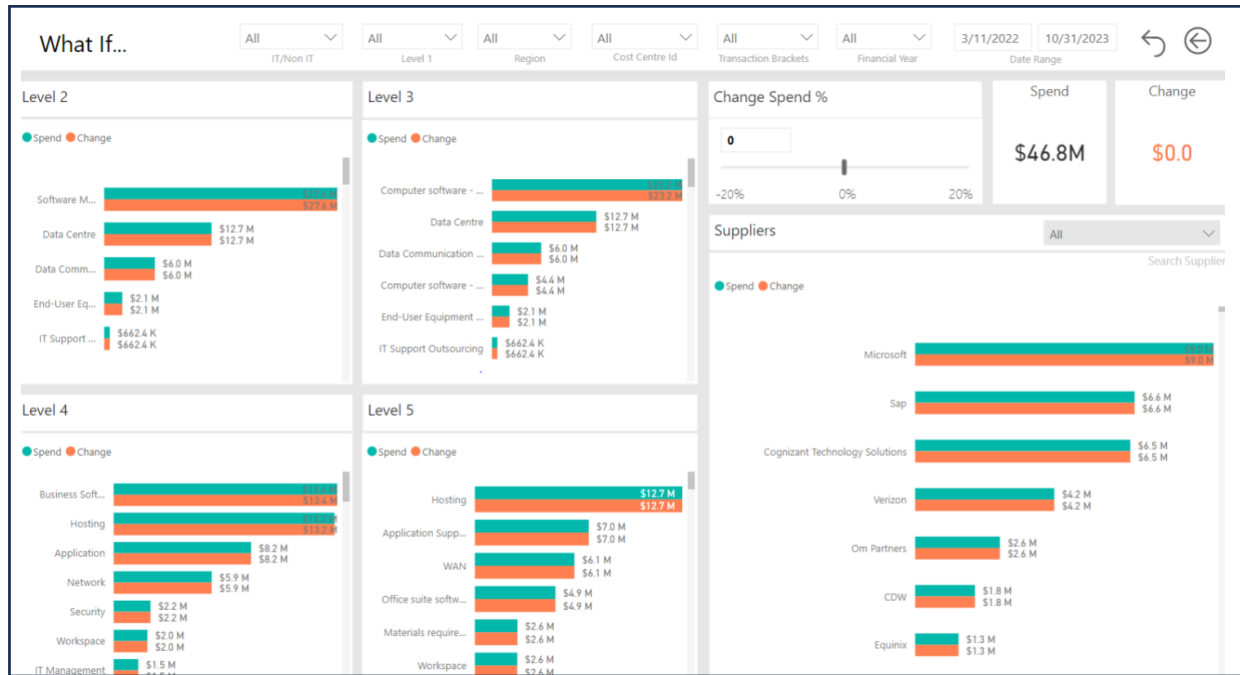 What If...
All
IT/Non IT
All
Level 1
All
Region
All
Cost Centre Id
All
Transaction Brackets
All
Financial Year
3/11/2022
10/31/2023
Date Range
Level 2
Spend Change
Software M...
$27.6 M
$27.6 M
Data Centre
$12.7 M
$12.7 M
Data Comm...
$6.0 M
$6.0 M
End-User Eq...
$2.1 M
$2.1 M
IT Support ...
$662.4 K
$662.4 K
Level 3
Spend Change
Computer software - ...
$23.2 M
$23.2 M
Data Centre
$12.7 M
$12.7 M
Data Communication ...
$6.0 M
$6.0 M
Computer software - ...
$4.4 M
$4.4 M
End-User Equipment ...
$2.1 M
$2.1 M
IT Support Outsourcing
$662.4 K
$662.4 K
Change Spend %
0
-20%
0%
20%
Spend
$46.8M
Change
$0.0
Suppliers
All
Search Supplier
Spend Change
Microsoft
$9.0 M
$9.0 M
Sap
$6.6 M
$6.6 M
Cognizant Technology Solutions
$6.5 M
$6.5 M
Verizon
$4.2 M
$4.2 M
Om Partners
$2.6 M
$2.6 M
CDW
$1.8 M
$1.8 M
Equinix
$1.3 M
$1.3 M
Level 4
Spend Change
Business Soft...
$13.4 M
Hosting
$13.2 M
Application
$8.2 M
$8.2 M
Network
$5.9 M
$5.9 M
Security
$2.2 M
$2.2 M
Workspace
$2.0 M
$2.0 M
IT Management
$1.5 M
Level 5
Spend Change
Hosting
$12.7 M
$12.7 M
Application Supp...
$7.0 M
$7.0 M
WAN
$6.1 M
$6.1 M
Office suite softw...
$4.9 M
$4.9 M
Materials require...
$2.6 M
$2.6 M
Workspace
$2.6 M
$2.6 M